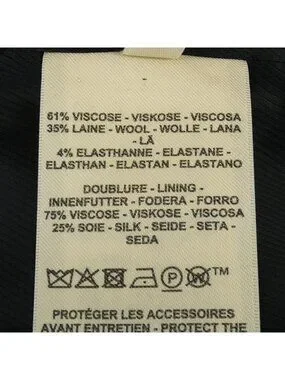 61% VISCOSE - VISKOSE - VISCOSA
35% LAINE - WOOL - WOLLE - LANA
- LÃ
4% ELASTHANNE - ELASTANE -
ELASTHAN - ELASTAN - ELASTANO
DOUBLURE - LINING -
INNENFUTTER - FODERA - FORRO
75% VISCOSE - VISKOSE - VISCOSA
25% SOIE - SILK - SEIDE - SETA -
SEDA
P W TM
PROTÉGER LES ACCESSOIRES
AVANT ENTRETIEN - PROTECT THE